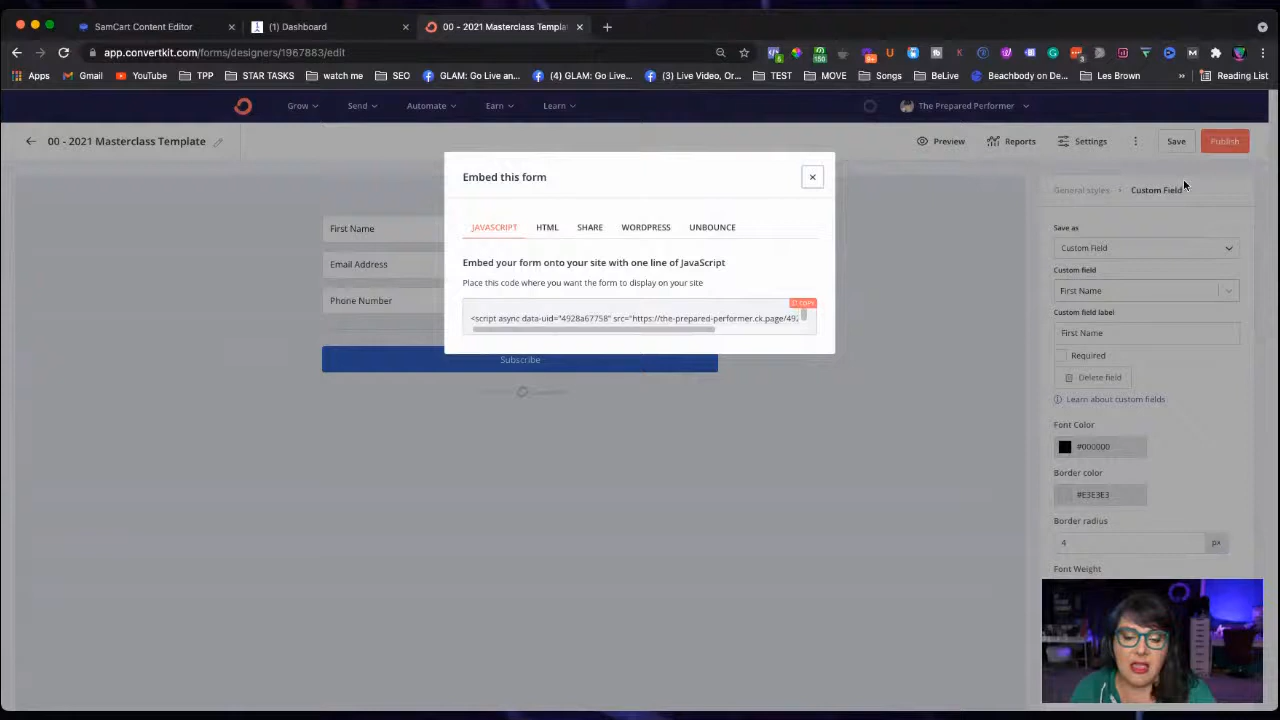 SamCart Content Editor
(1) Dashboard
00 - 2021 Masterclass Templa
app.convertkit.com/forms/designers/1967883/edit
Apps
Gmail
YouTube
TPP
STAR TASKS
watch me
SEO
GLAM: Go Live an...
(4) GLAM: Go Live an...
(3) Live Video, Or...
TEST
MOVE
Songs
BeLive
Beachbody on De...
Les Brown
Reading List
Grow
Send
Automate
Earn
Learn
The Prepared Performer
00 - 2021 Masterclass Template
Preview
Reports
Settings
Save
Publish
Embed this form
JAVASCRIPT
HTML
SHARE
WORDPRESS
UNBOUNCE
Embed your form onto your site with one line of JavaScript
Place this code where you want the form to display on your site
COPY
<script async data-uid="4928a67758" src="https://the-prepared-performer.ck.page/492
First Name
Email Address
Phone Number
Subscribe
General styles
Custom Field
Save as
Custom Field
Custom field
First Name
Custom field label
First Name
Required
Delete field
Learn about custom fields
Font Color
#000000
Border color
#E3E3E3
Border radius
4
px
Font Weight